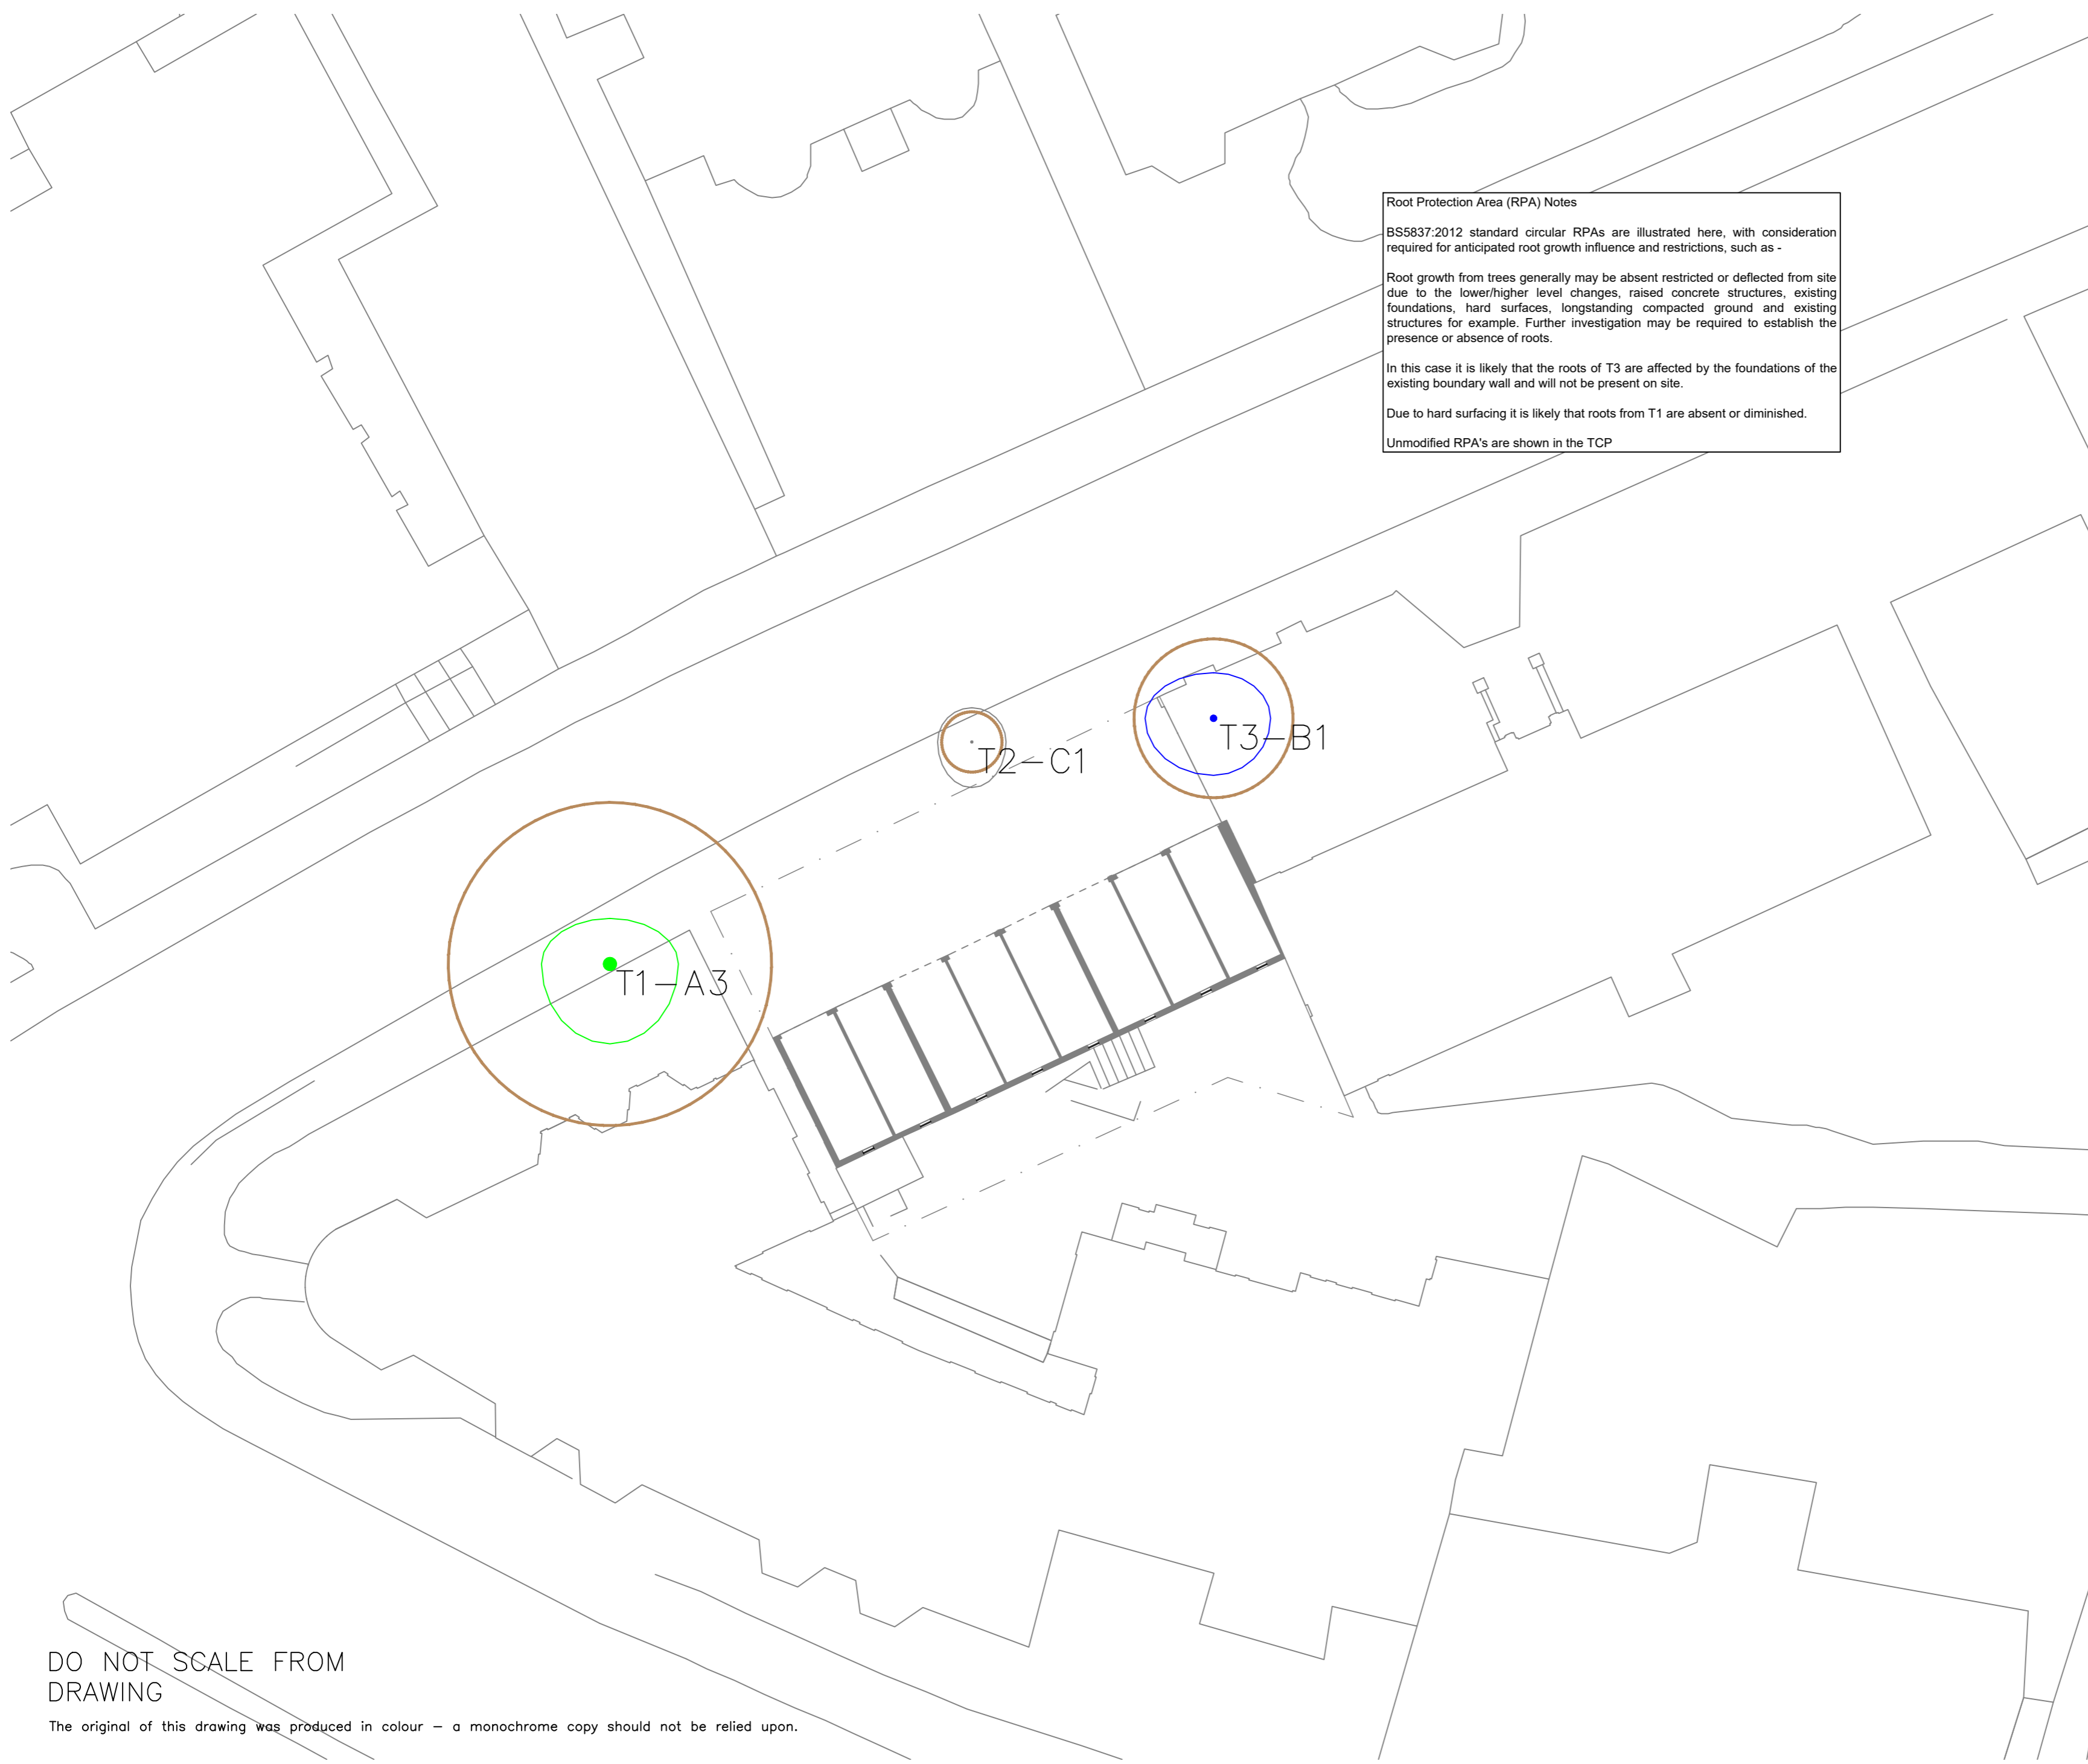 Root Protection Area (RPA) Notes
BS5837:2012 standard circular RPAs are illustrated here, with consideration
required for anticipated root growth influence and restrictions, such as -
Root growth from trees generally may be absent restricted or deflected from site
due to the lower/higher level changes, raised concrete structures, existing
foundations, hard surfaces, longstanding compacted ground and existing
structures for example. Further investigation may be required to establish the
presence or absence of roots.
In this case it is likely that the roots of T3 are affected by the foundations of the
existing boundary wall and will not be present on site.
Due to hard surfacing it is likely that roots from T1 are absent or diminished.
Unmodified RPA's are shown in the TCP
T3-B1
T2-C1
T1-A3
DO NOT SCALE FROM
DRAWING
The original of this drawing was produced in colour – a monochrome copy should not be relied upon.